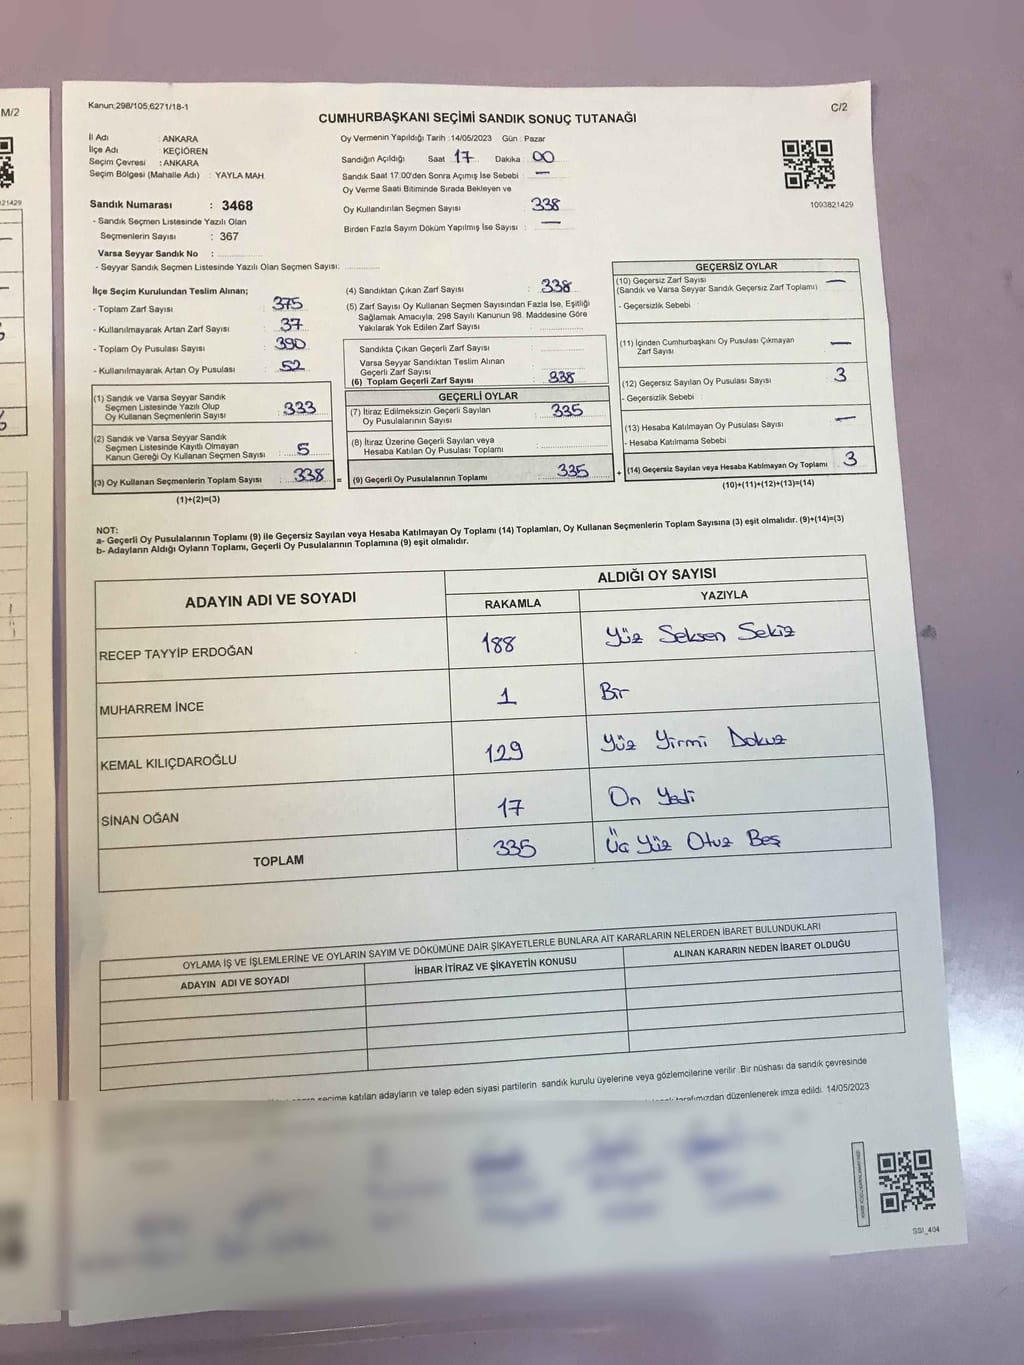 M/2
Kanun:298/105,6271/18-1
C/2
CUMHURBAŞKANI SEÇİMİ SANDIK SONUÇ TUTANAĞI
İl Adı : ANKARA
İlçe Adı : KEÇİÖREN
Seçim Çevresi : ANKARA
Seçim Bölgesi (Mahalle Adı) : YAYLA MAH.
Sandık Numarası : 3468
- Sandık Seçmen Listesinde Yazılı Olan
Seçmenlerin Sayısı : 367
Varsa Seyyar Sandık No :
- Seyyar Sandık Seçmen Listesinde Yazılı Olan Seçmen Sayısı:
Oy Vermenin Yapıldığı Tarih :14/05/2023 Gün : Pazar
Sandığın Açıldığı Saat 17 Dakika : 00
Sandık Saat 17.00'den Sonra Açmış İse Sebebi : —
Oy Verme Saati Bitiminde Sırada Bekleyen ve
Oy Kullandırılan Seçmen Sayısı 338
Birden Fazla Sayım Döküm Yapılmış İse Sayısı : —
1093821429
21429
İlçe Seçim Kurulundan Teslim Alınan;
- Toplam Zarf Sayısı : 375
- Kullanılmayarak Artan Zarf Sayısı : 37
- Toplam Oy Pusulası Sayısı : 390
- Kullanılmayarak Artan Oy Pusulası : 52
(1) Sandık ve Varsa Seyyar Sandık
Seçmen Listesinde Yazılı Olup
Oy Kullanan Seçmenlerin Sayısı : 333
(2) Sandık ve Varsa Seyyar Sandık
Seçmen Listesinde Kayıtlı Olmayan
Kanun Gereği Oy Kullanan Seçmen Sayısı : 5
(3) Oy Kullanan Seçmenlerin Toplam Sayısı : 338 =
(1)+(2)=(3)
(4) Sandıktan Çıkan Zarf Sayısı : 338
(5) Zarf Sayısı Oy Kullanan Seçmen Sayısından Fazla İse, Eşitliği
Sağlamak Amacıyla, 298 Sayılı Kanunun 98. Maddesine Göre
Yakılarak Yok Edilen Zarf Sayısı :
Sandıkta Çıkan Geçerli Zarf Sayısı :
Varsa Seyyar Sandıktan Teslim Alınan
Geçerli Zarf Sayısı :
(6) Toplam Geçerli Zarf Sayısı : 338
GEÇERLİ OYLAR
(7) İtiraz Edilmeksizin Geçerli Sayılan
Oy Pusulalarının Sayısı : 335
(8) İtiraz Üzerine Geçerli Sayılan veya
Hesaba Katılan Oy Pusulası Toplamı :
(9) Geçerli Oy Pusulalarının Toplamı : 335 +
GEÇERSİZ OYLAR
(10) Geçersiz Zarf Sayısı : —
(Sandık ve Varsa Seyyar Sandık Geçersiz Zarf Toplamı)
- Geçersizlik Sebebi :
(11) İçinden Cumhurbaşkanı Oy Pusulası Çıkmayan
Zarf Sayısı : —
(12) Geçersiz Sayılan Oy Pusulası Sayısı : 3
- Geçersizlik Sebebi :
(13) Hesaba Katılmayan Oy Pusulası Sayısı : —
- Hesaba Katılmama Sebebi :
(14) Geçersiz Sayılan veya Hesaba Katılmayan Oy Toplamı : 3
(10)+(11)+(12)+(13)=(14)
NOT:
a- Geçerli Oy Pusulalarının Toplamı (9) ile Geçersiz Sayılan veya Hesaba Katılmayan Oy Toplamı (14) Toplamları, Oy Kullanan Seçmenlerin Toplam Sayısına (3) eşit olmalıdır. (9)+(14)=(3)
b- Adayların Aldığı Oyların Toplamı, Geçerli Oy Pusulalarının Toplamına (9) eşit olmalıdır.
ADAYIN ADI VE SOYADI
ALDIĞI OY SAYISI
RAKAMLA YAZIYLA
RECEP TAYYİP ERDOĞAN 188 Yüz Seksen Sekiz
MUHARREM İNCE 1 Bir
KEMAL KILIÇDAROĞLU 129 Yüz Yirmi Dokuz
SİNAN OĞAN 17 On Yedi
TOPLAM 335 Üç Yüz Otuz Beş
OYLAMA İŞ VE İŞLEMLERİNE VE OYLARIN SAYIM VE DÖKÜMÜNE DAİR ŞİKAYETLERLE BUNLARA AİT KARARLARIN NELERDEN İBARET BULUNDUKLARI
ADAYIN ADI VE SOYADI İHBAR İTİRAZ VE ŞİKAYETİN KONUSU ALINAN KARARIN NEDEN İBARET OLDUĞU
seçime katılan adayların ve talep eden siyasi partilerin sandık kurulu üyelerine veya gözlemcilerine verilir. Bir nüshası da sandık çevresinde
tarafımızdan düzenlenerek imza edildi. 14/05/2023
SSI_404